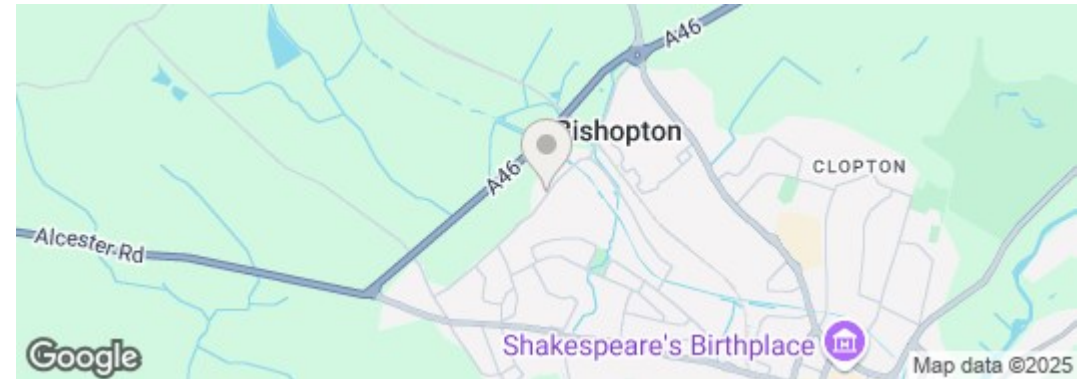 A46
Bishopton
A46
CLOPTON
Alcester Rd
Shakespeare's Birthplace
Google
Map data ©2025